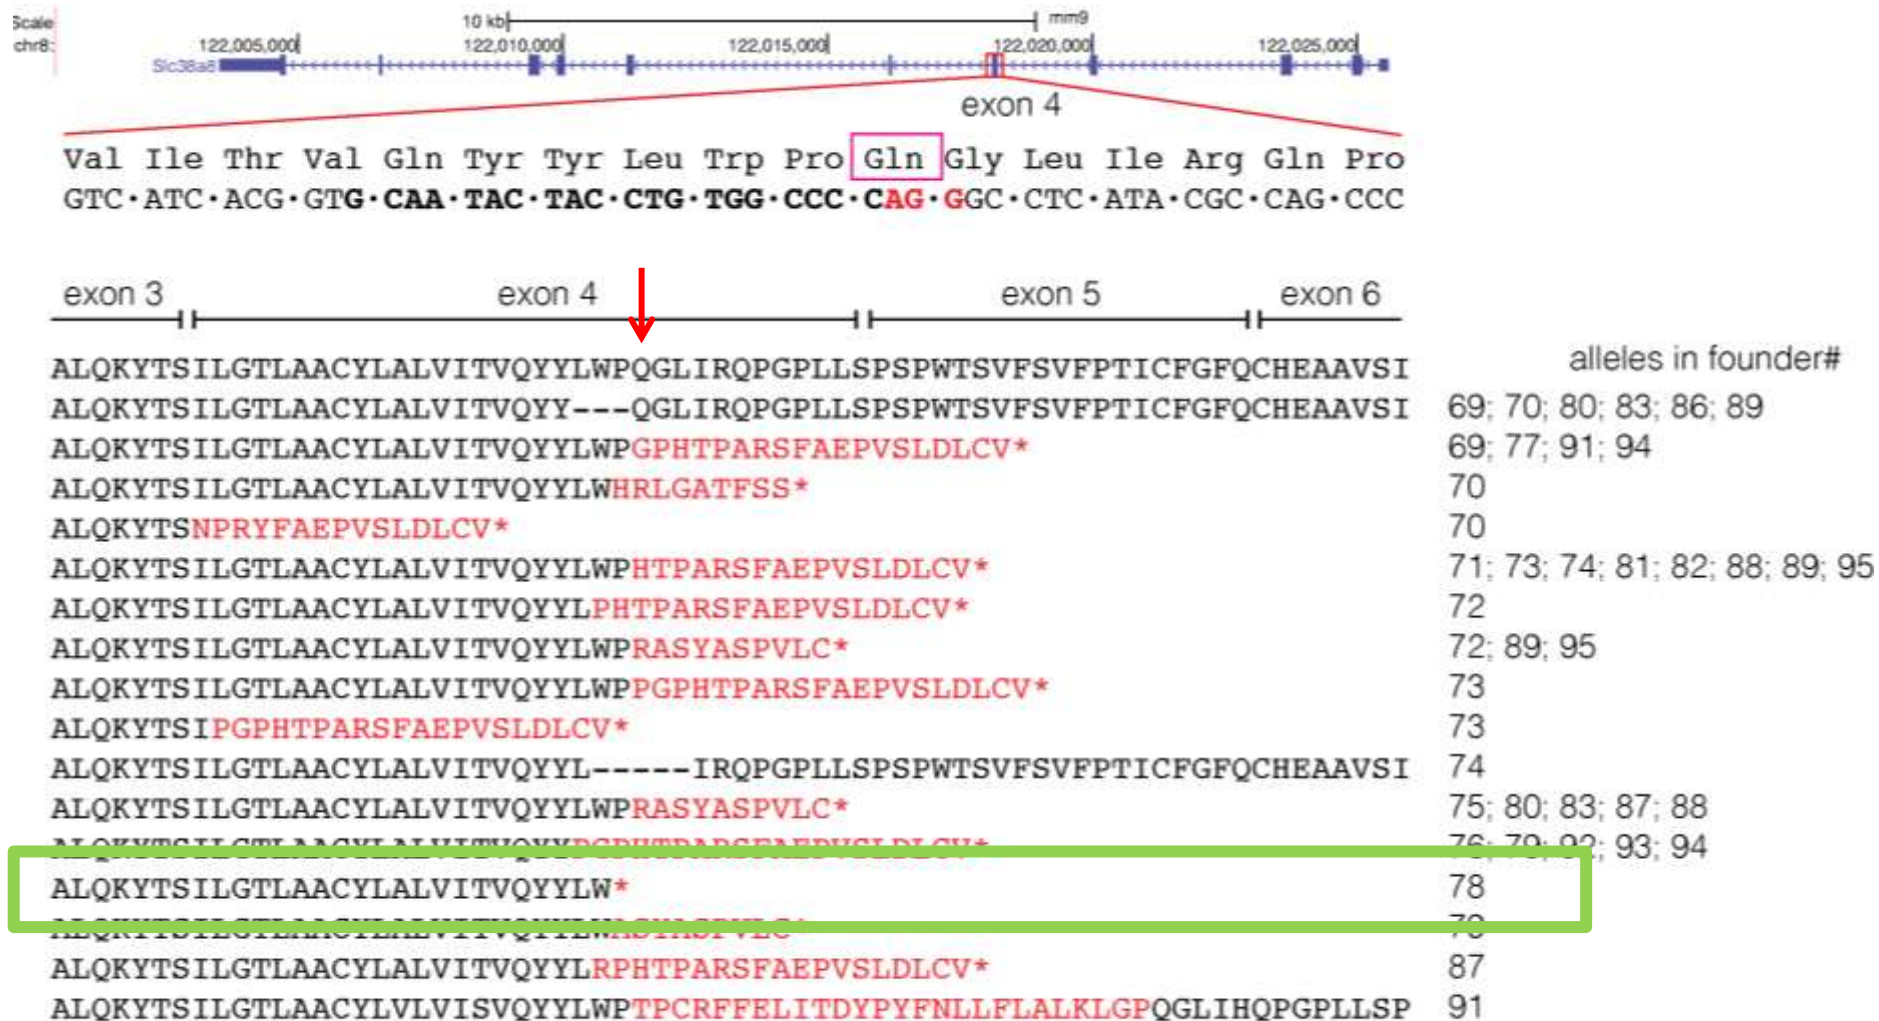 Scale 10 kb mm9
chr8: 122,005,000 122,010,000 122,015,000 122,020,000 122,025,000
Slc38a8
exon 4
Val Ile Thr Val Gln Tyr Tyr Leu Trp Pro Gln Gly Leu Ile Arg Gln Pro
GTC·ATC·ACG·GTG·CAA·TAC·TAC·CTG·TGG·CCC·CAG·GGC·CTC·ATA·CGC·CAG·CCC
exon 3 exon 4 exon 5 exon 6
alleles in founder#
ALQKYTSILGTLAACYLALVITVQYYLWPQGLIRQPGPLLSPSPWTSVFSVFPTICFGFQCHEAAVSI
ALQKYTSILGTLAACYLALVITVQYY---QGLIRQPGPLLSPSPWTSVFSVFPTICFGFQCHEAAVSI 69; 70; 80; 83; 86; 89
ALQKYTSILGTLAACYLALVITVQYYLWPGPHTPARSFAEPVSLDLCV* 69; 77; 91; 94
ALQKYTSILGTLAACYLALVITVQYYLWHRLGATFSS* 70
ALQKYTSNPRYFAEPVSLDLCV* 70
ALQKYTSILGTLAACYLALVITVQYYLWPHTPARSFAEPVSLDLCV* 71; 73; 74; 81; 82; 88; 89; 95
ALQKYTSILGTLAACYLALVITVQYYLPHTPARSFAEPVSLDLCV* 72
ALQKYTSILGTLAACYLALVITVQYYLWPRASYASPVLC* 72; 89; 95
ALQKYTSILGTLAACYLALVITVQYYLWPPGPHTPARSFAEPVSLDLCV* 73
ALQKYTSIPGPHTPARSFAEPVSLDLCV* 73
ALQKYTSILGTLAACYLALVITVQYYL-----IRQPGPLLSPSPWTSVFSVFPTICFGFQCHEAAVSI 74
ALQKYTSILGTLAACYLALVITVQYYLWPRASYASPVLC* 75; 80; 83; 87; 88
ALQKYTSILGTLAACYLALVITVQYYPGPHTPARSFAEPVSLDLCV* 76; 79; 92; 93; 94
ALQKYTSILGTLAACYLALVITVQYYLW* 78
ALQKYTSILGTLAACYLALVITVQYYLWASYASPVLC*
ALQKYTSILGTLAACYLALVITVQYYLRPHTPARSFAEPVSLDLCV* 87
ALQKYTSILGTLAACYLVLVISVQYYLWPTPCRFFELITDYPYFNLLFLALKLGPQGLIHQPGPLLSP 91